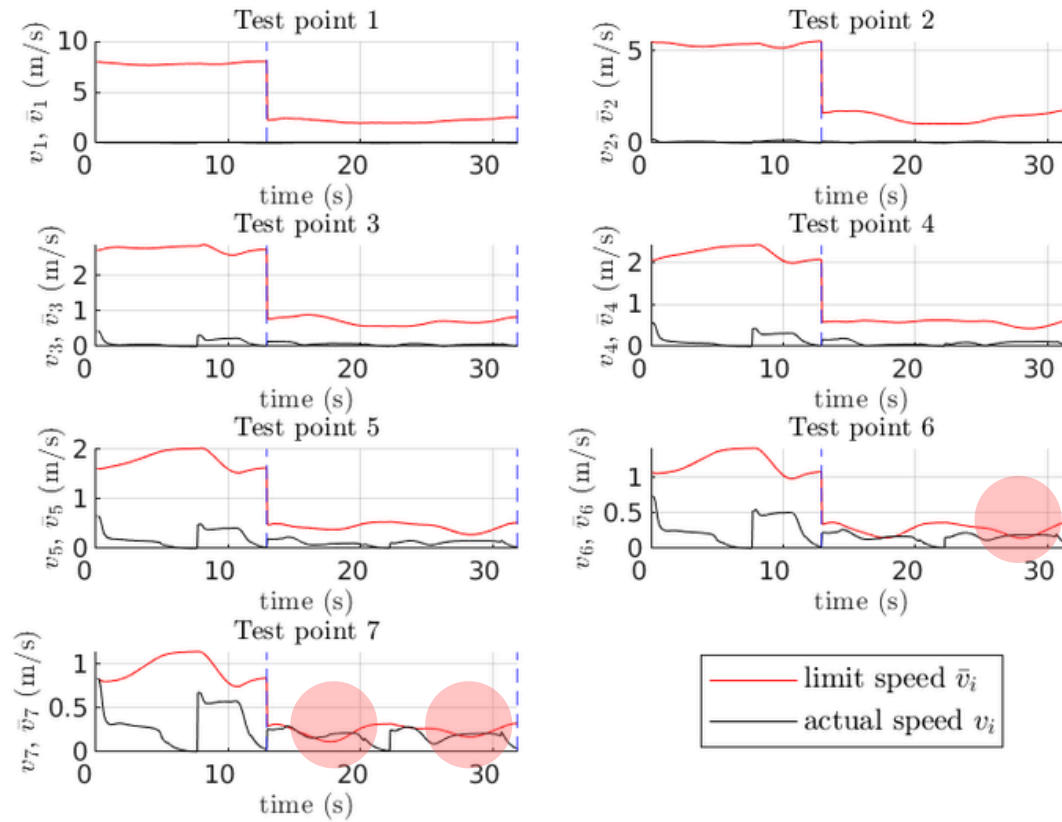 Test point 1
v₁, v̄₁ (m/s)
10
5
0
0 10 20 30
time (s)
Test point 2
v₂, v̄₂ (m/s)
5
0
0 10 20 30
time (s)
Test point 3
v₃, v̄₃ (m/s)
2
1
0
0 10 20 30
time (s)
Test point 4
v₄, v̄₄ (m/s)
2
1
0
0 10 20 30
time (s)
Test point 5
v₅, v̄₅ (m/s)
2
1
0
0 10 20 30
time (s)
Test point 6
v₆, v̄₆ (m/s)
1
0.5
0
0 10 20 30
time (s)
Test point 7
v₇, v̄₇ (m/s)
1
0.5
0
0 10 20 30
time (s)
limit speed v̄ᵢ
actual speed vᵢ